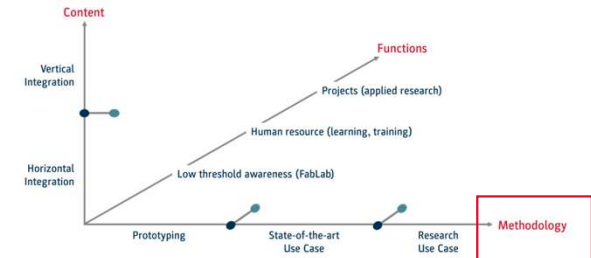 Content
Functions
Vertical
Integration
Projects (applied research)
Human resource (learning, training)
Horizontal
Integration
Low threshold awareness (FabLab)
Methodology
Prototyping
State-of-the-art
Use Case
Research
Use Case